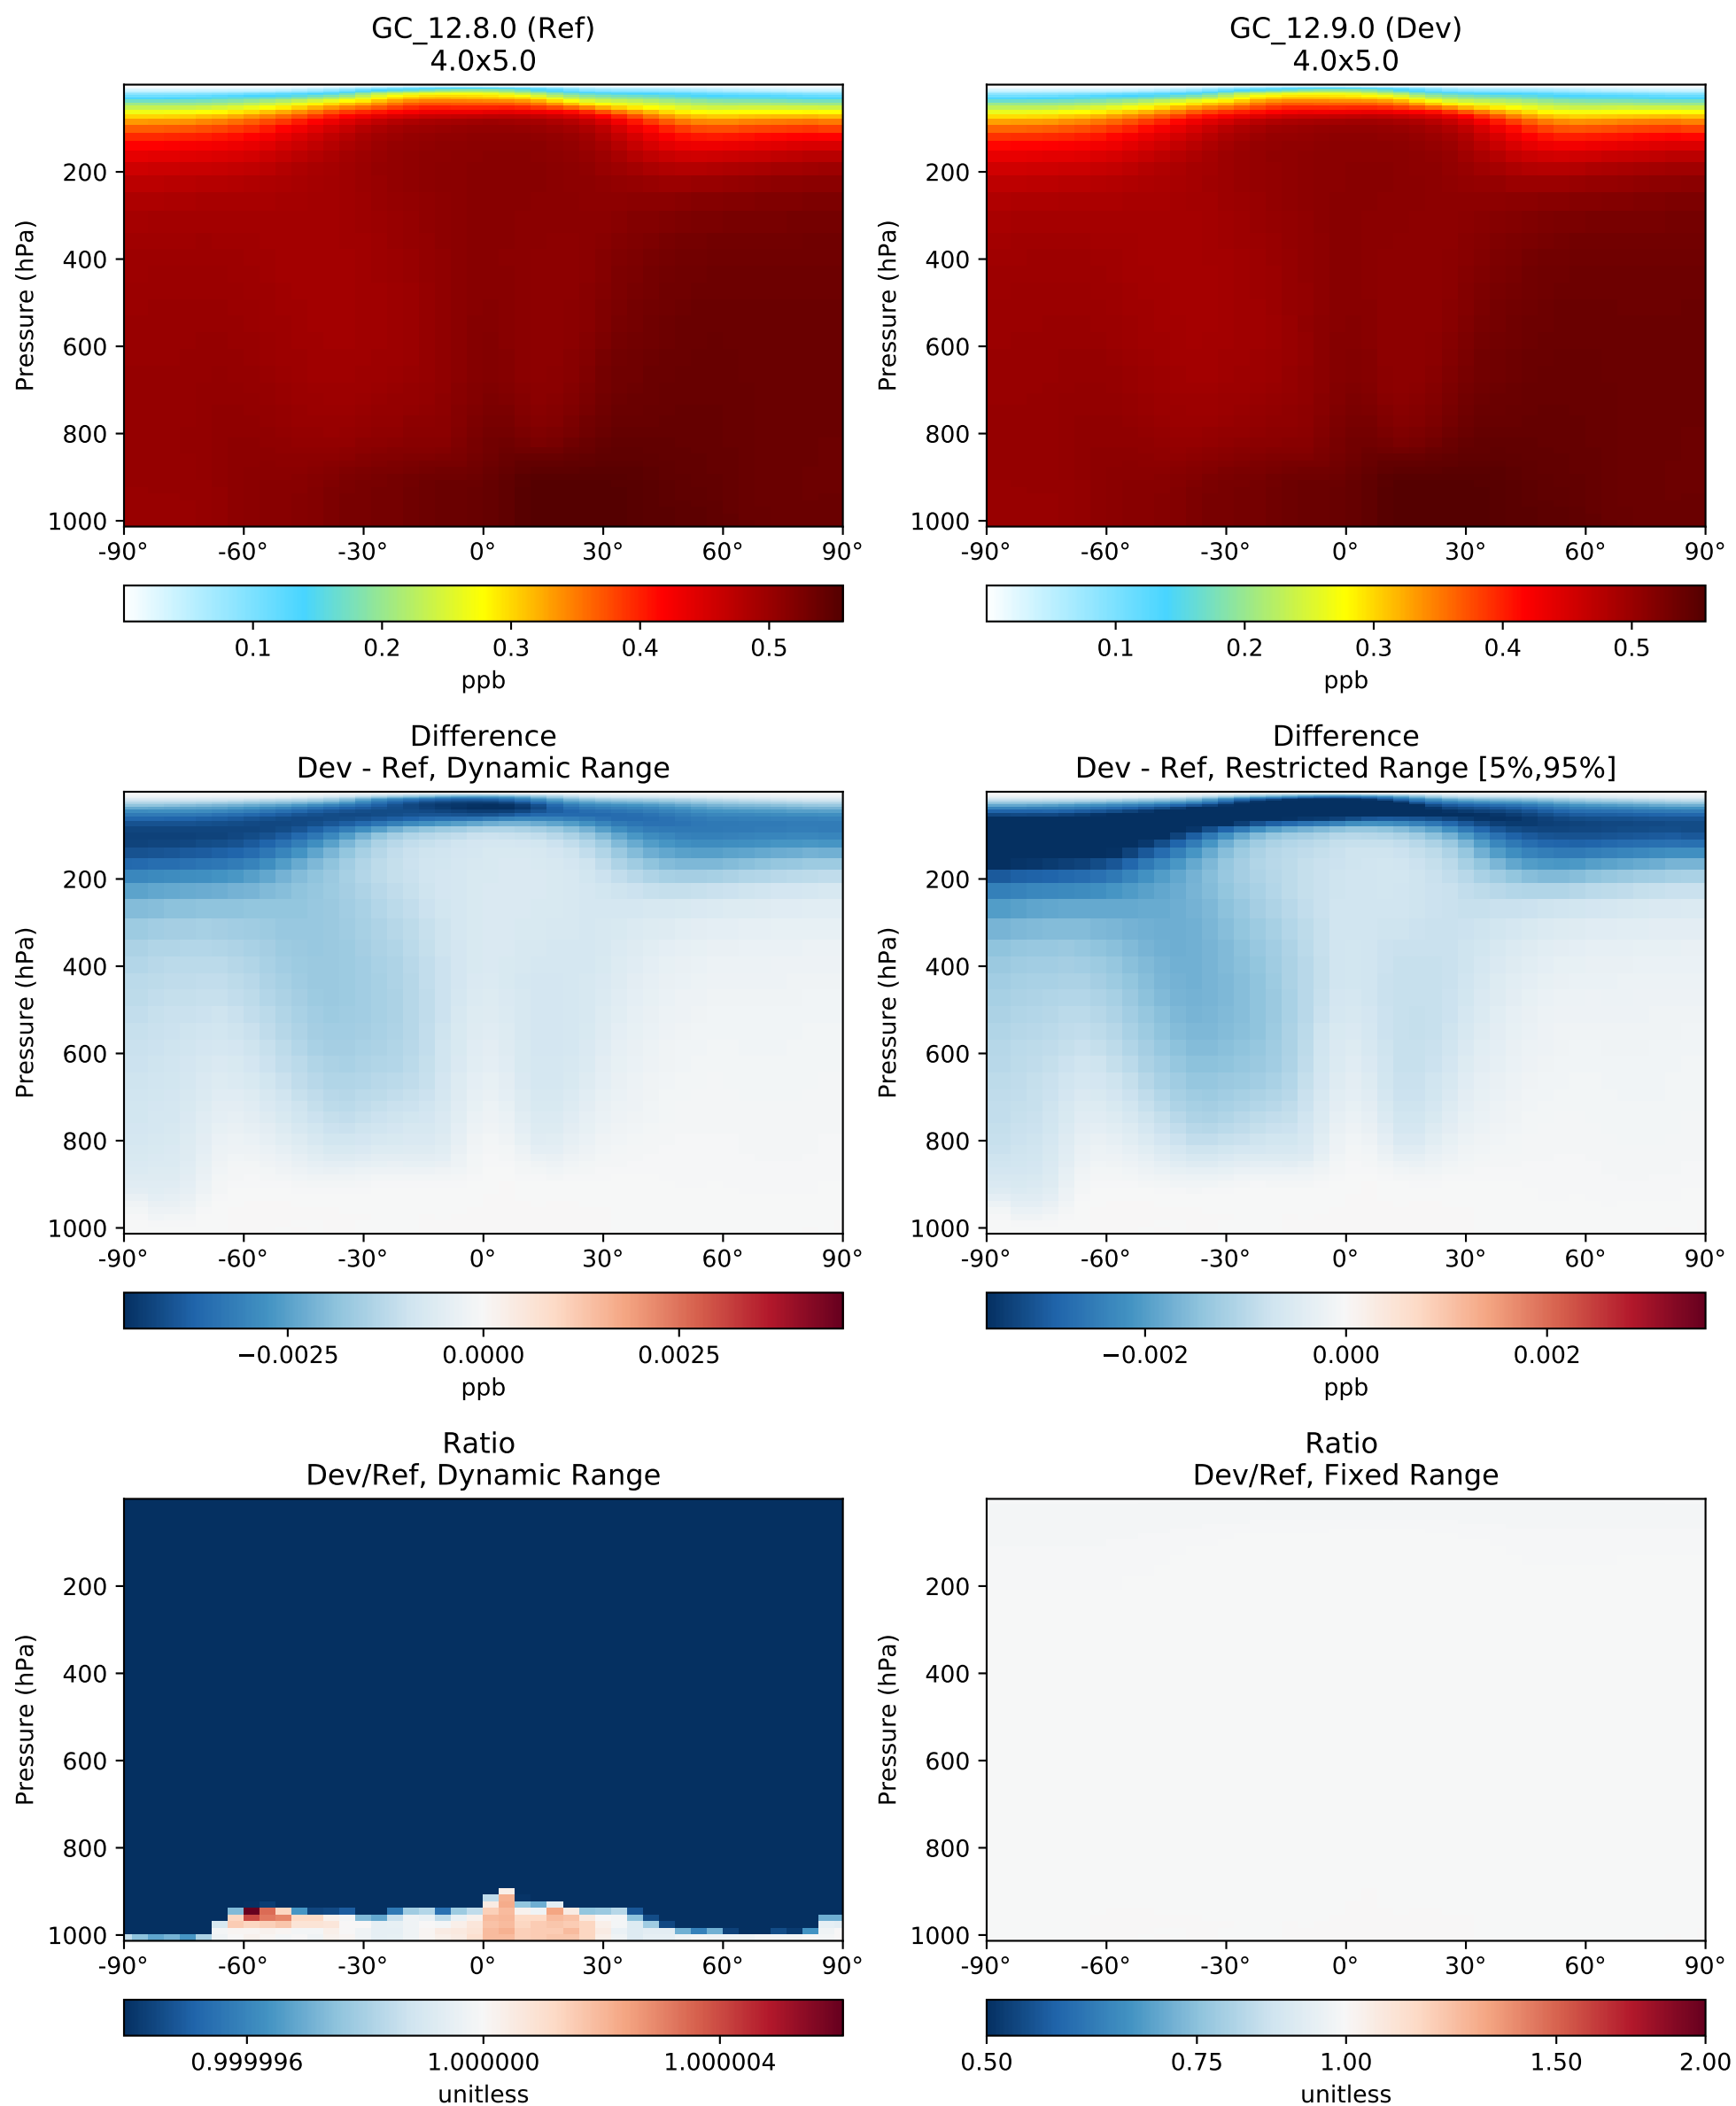 GC_12.8.0 (Ref)
4.0x5.0
Pressure (hPa)
200
400
600
800
1000
-90° -60° -30° 0° 30° 60° 90°
0.1 0.2 0.3 0.4 0.5
ppb
GC_12.9.0 (Dev)
4.0x5.0
Pressure (hPa)
200
400
600
800
1000
-90° -60° -30° 0° 30° 60° 90°
0.1 0.2 0.3 0.4 0.5
ppb
Difference
Dev - Ref, Dynamic Range
Pressure (hPa)
200
400
600
800
1000
-90° -60° -30° 0° 30° 60° 90°
−0.0025 0.0000 0.0025
ppb
Difference
Dev - Ref, Restricted Range [5%,95%]
Pressure (hPa)
200
400
600
800
1000
-90° -60° -30° 0° 30° 60° 90°
−0.002 0.000 0.002
ppb
Ratio
Dev/Ref, Dynamic Range
Pressure (hPa)
200
400
600
800
1000
-90° -60° -30° 0° 30° 60° 90°
0.999996 1.000000 1.000004
unitless
Ratio
Dev/Ref, Fixed Range
Pressure (hPa)
200
400
600
800
1000
-90° -60° -30° 0° 30° 60° 90°
0.50 0.75 1.00 1.50 2.00
unitless